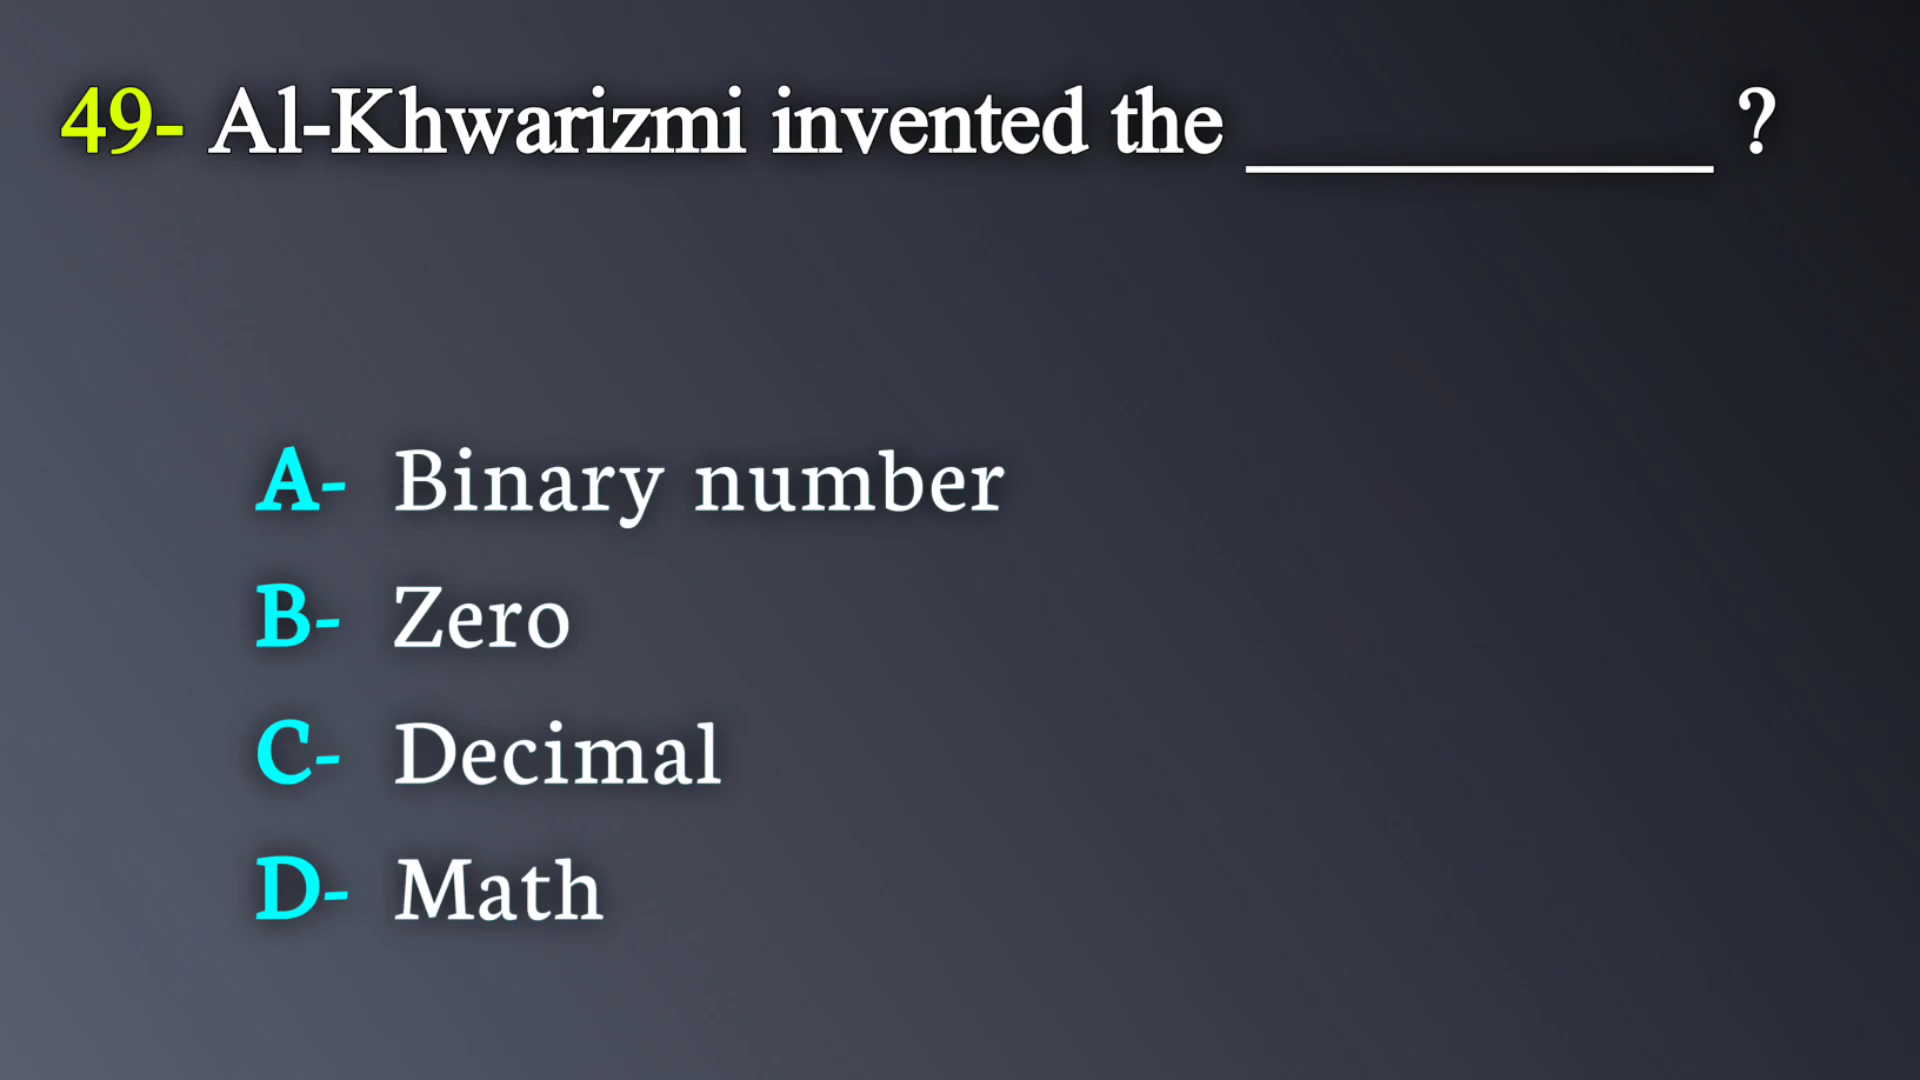 49- Al-Khwarizmi invented the __________ ?
A- Binary number
B- Zero
C- Decimal
D- Math